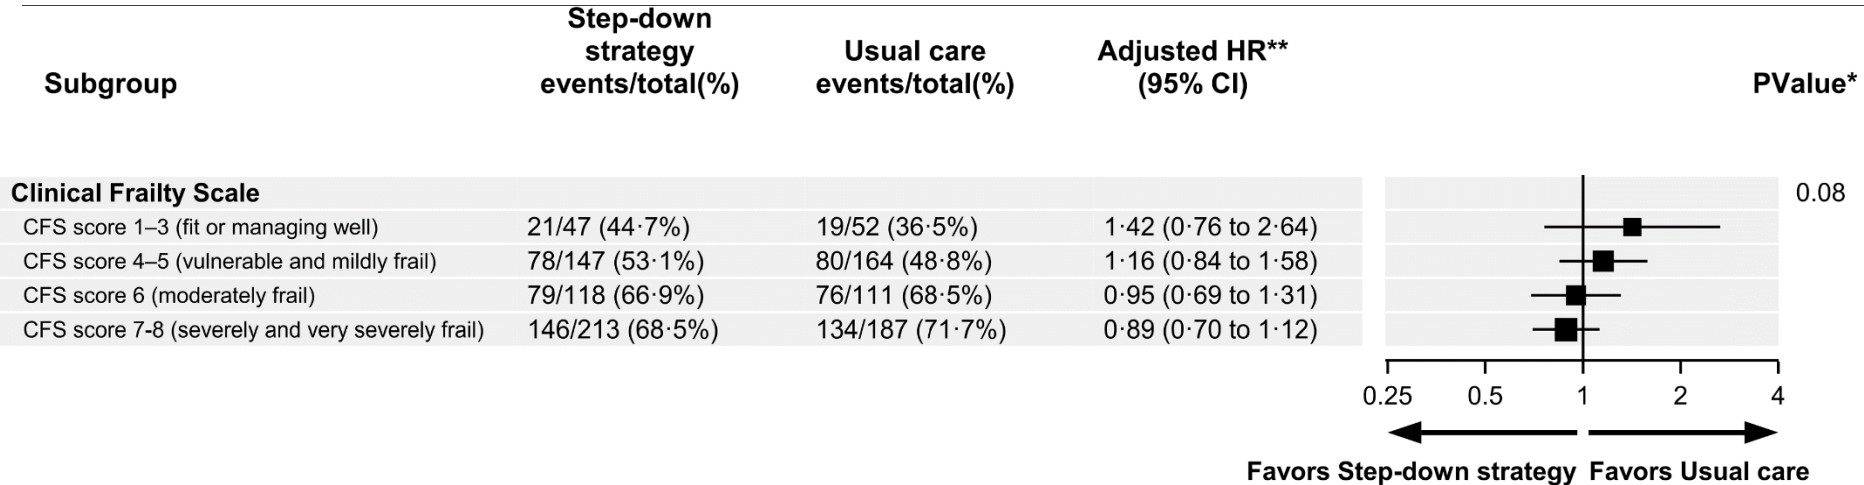 Subgroup
Step-down
strategy
events/total(%)
Usual care
events/total(%)
Adjusted HR**
(95% CI)
PValue*
Clinical Frailty Scale 0.08
CFS score 1–3 (fit or managing well) 21/47 (44·7%) 19/52 (36·5%) 1·42 (0·76 to 2·64)
CFS score 4–5 (vulnerable and mildly frail) 78/147 (53·1%) 80/164 (48·8%) 1·16 (0·84 to 1·58)
CFS score 6 (moderately frail) 79/118 (66·9%) 76/111 (68·5%) 0·95 (0·69 to 1·31)
CFS score 7-8 (severely and very severely frail) 146/213 (68·5%) 134/187 (71·7%) 0·89 (0·70 to 1·12)
0.25 0.5 1 2 4
Favors Step-down strategy Favors Usual care